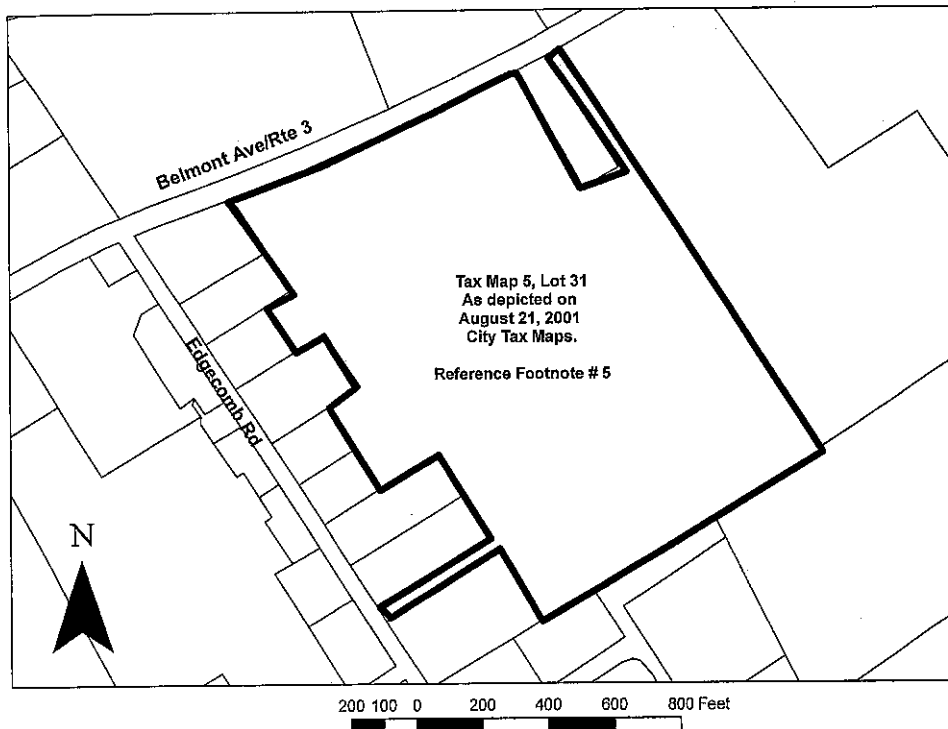 Belmont Ave/Rte 3
Tax Map 5, Lot 31
As depicted on
August 21, 2001
City Tax Maps.
Reference Footnote # 5
Edgecomb Rd
N
200 100 0 200 400 600 800 Feet